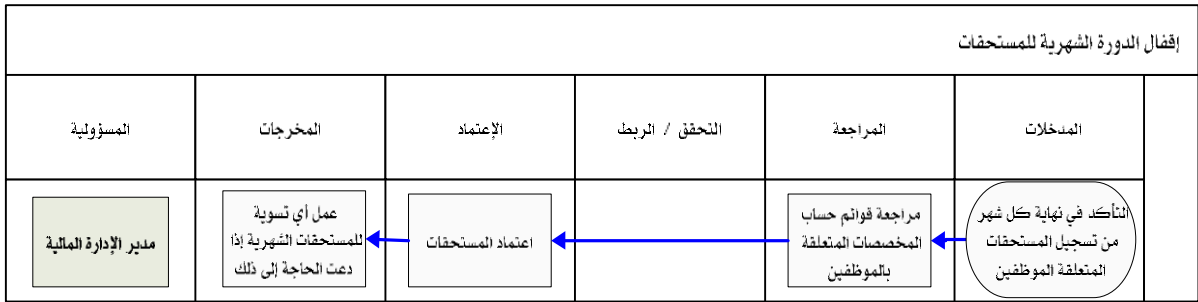 إقفال الدورة الشهرية للمستحقات
المدخلات
المراجعة
التحقق / الربط
الإعتماد
المخرجات
المسؤولية
التأكد في نهاية كل شهر
من تسجيل المستحقات
المتعلقة الموظفين
مراجعة قوائم حساب
المخصصات المتعلقة
بالموظفين
اعتماد المستحقات
عمل أي تسوية
للمستحقات الشهرية إذا
دعت الحاجة إلى ذلك
مدير الإدارة المالية